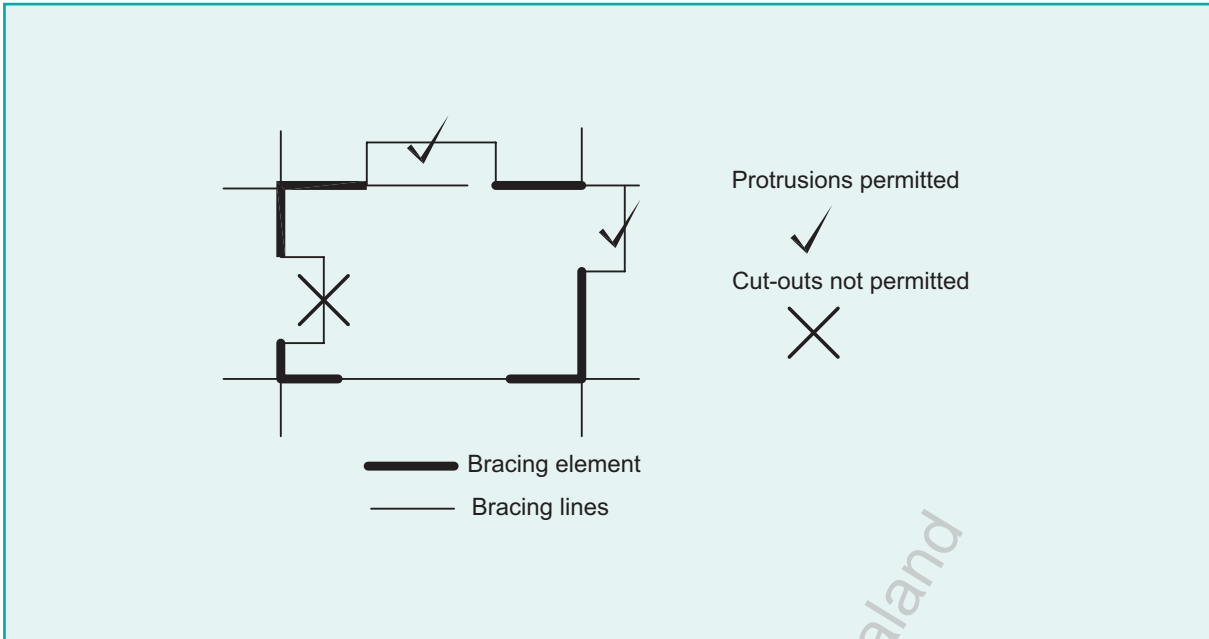 Protrusions permitted
Cut-outs not permitted
Bracing element
Bracing lines